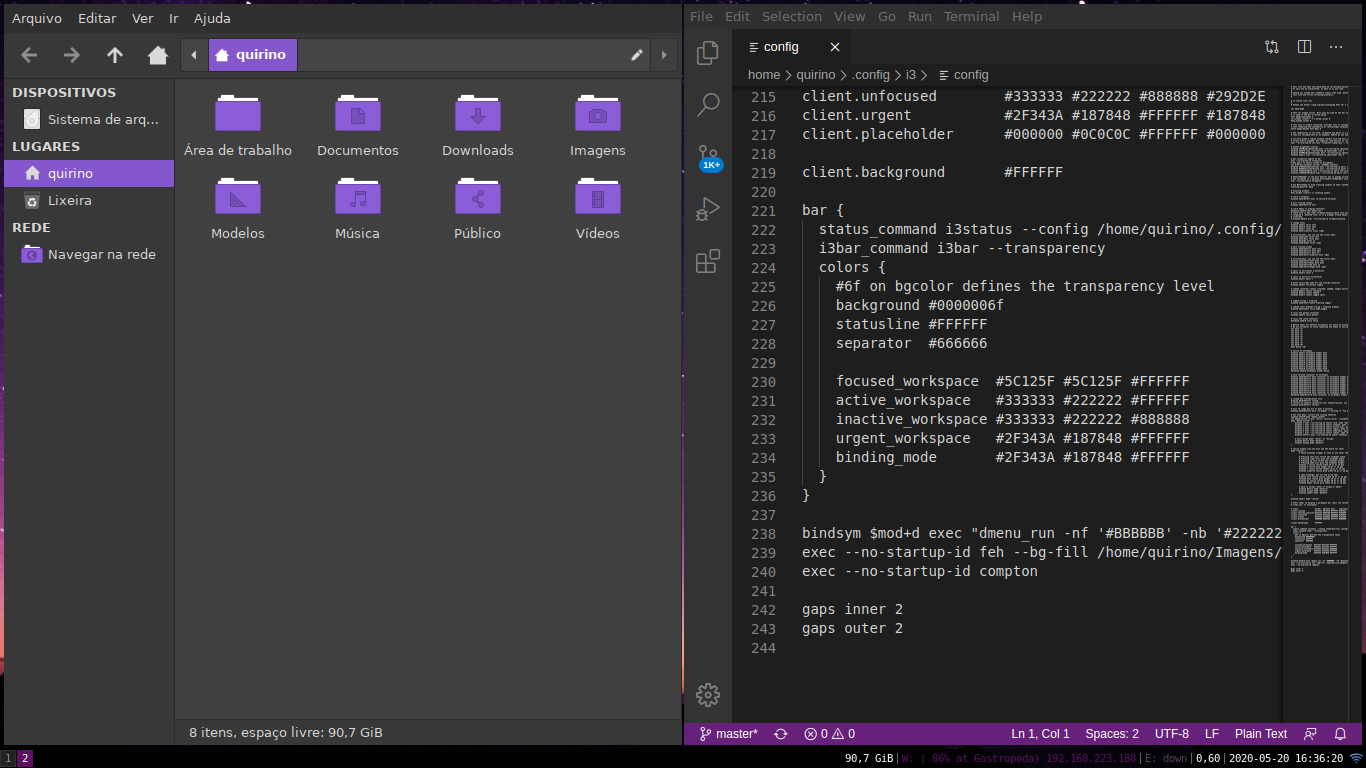 Arquivo Editar Ver Ir Ajuda
quirino
DISPOSITIVOS
Sistema de arq...
LUGARES
quirino
Lixeira
REDE
Navegar na rede
Área de trabalho Documentos Downloads Imagens
Modelos Música Público Vídeos
8 itens, espaço livre: 90,7 GiB
File Edit Selection View Go Run Terminal Help
config
home quirino .config i3 config
1K+
215 client.unfocused #333333 #222222 #888888 #292D2E
216 client.urgent #2F343A #187848 #FFFFFF #187848
217 client.placeholder #000000 #0C0C0C #FFFFFF #000000
218
219 client.background #FFFFFF
220
221 bar {
222 status_command i3status --config /home/quirino/.config/
223 i3bar_command i3bar --transparency
224 colors {
225 #6f on bgcolor defines the transparency level
226 background #0000006f
227 statusline #FFFFFF
228 separator #666666
229
230 focused_workspace #5C125F #5C125F #FFFFFF
231 active_workspace #333333 #222222 #FFFFFF
232 inactive_workspace #333333 #222222 #888888
233 urgent_workspace #2F343A #187848 #FFFFFF
234 binding_mode #2F343A #187848 #FFFFFF
235 }
236 }
237
238 bindsym $mod+d exec "dmenu_run -nf '#BBBBBB' -nb '#222222
239 exec --no-startup-id feh --bg-fill /home/quirino/Imagens/
240 exec --no-startup-id compton
241
242 gaps inner 2
243 gaps outer 2
244
master* 0 0 Ln 1, Col 1 Spaces: 2 UTF-8 LF Plain Text
1 2 90,7 GiB| W: ( 86% at Gastropoda) 192.168.223.188| E: down| 0,60| 2020-05-20 16:36:20